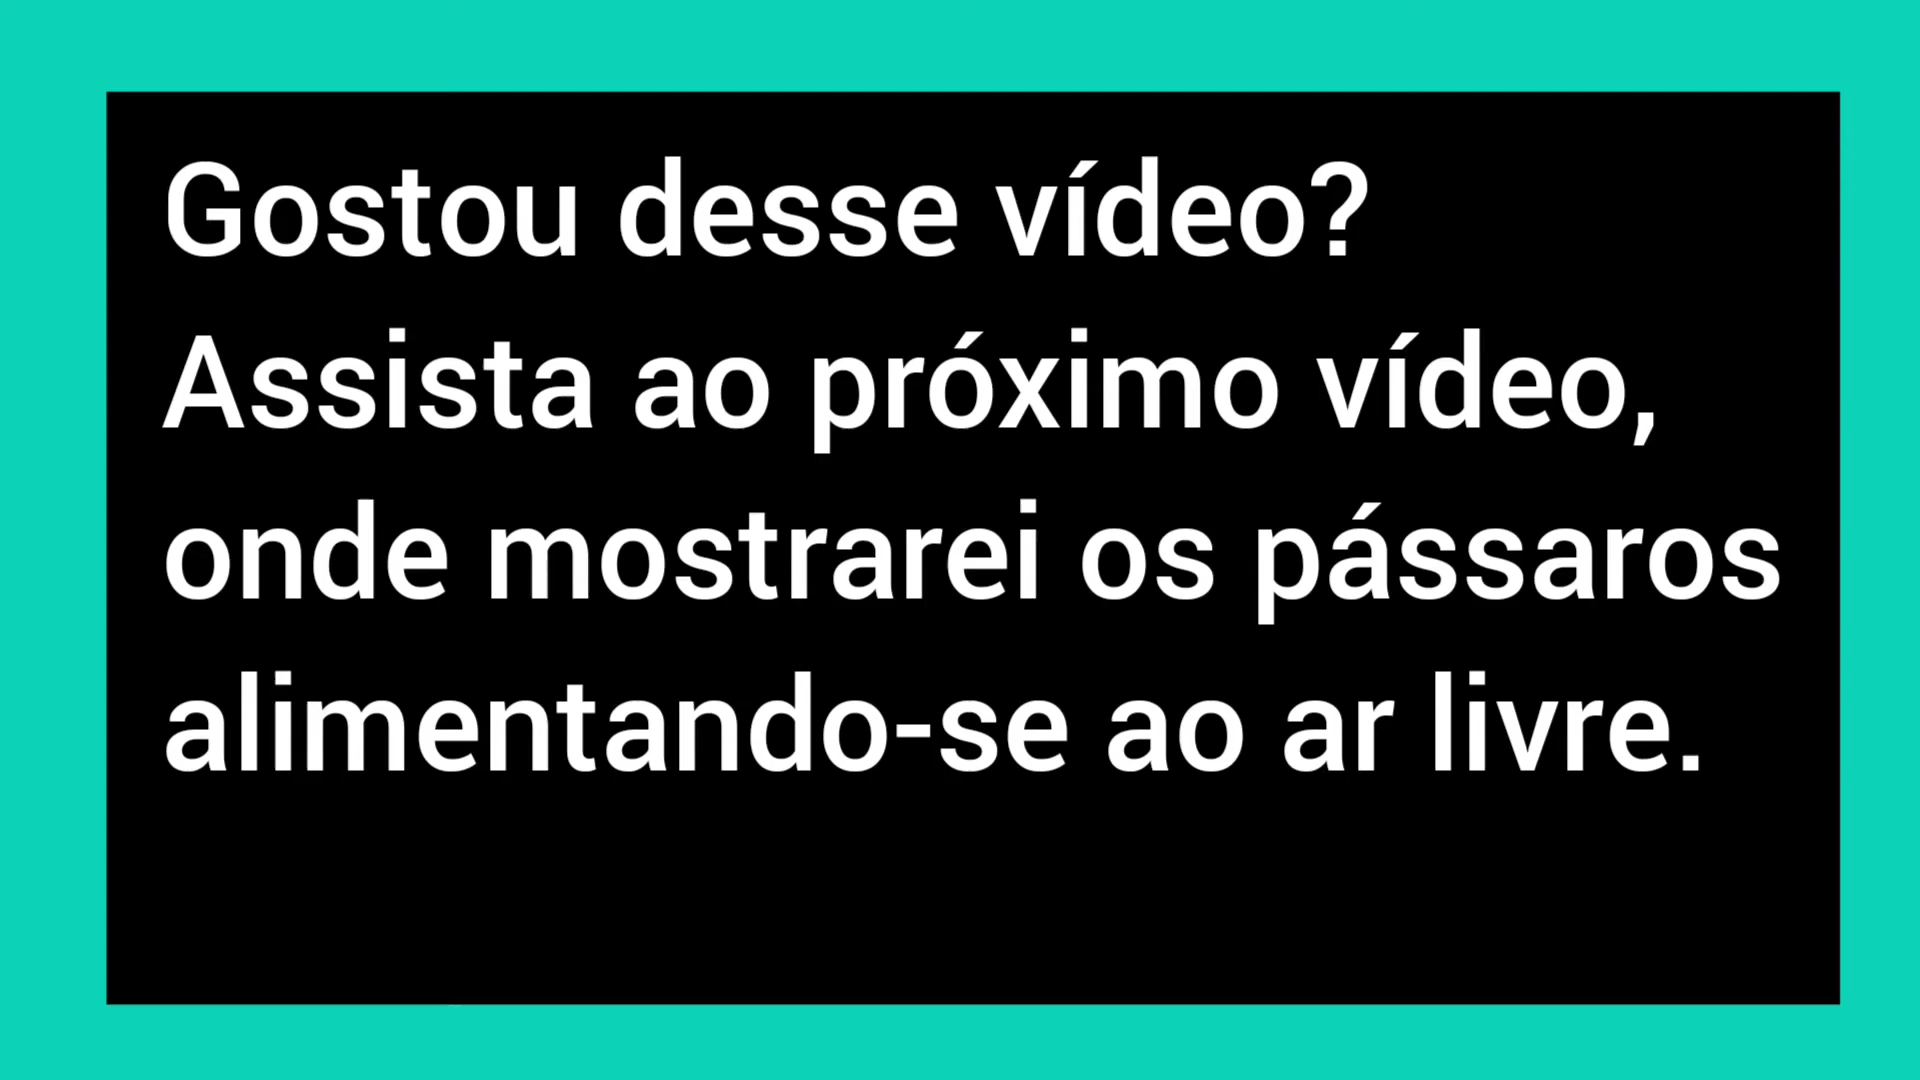 Gostou desse vídeo?
Assista ao próximo vídeo,
onde mostrarei os pássaros
alimentando-se ao ar livre.